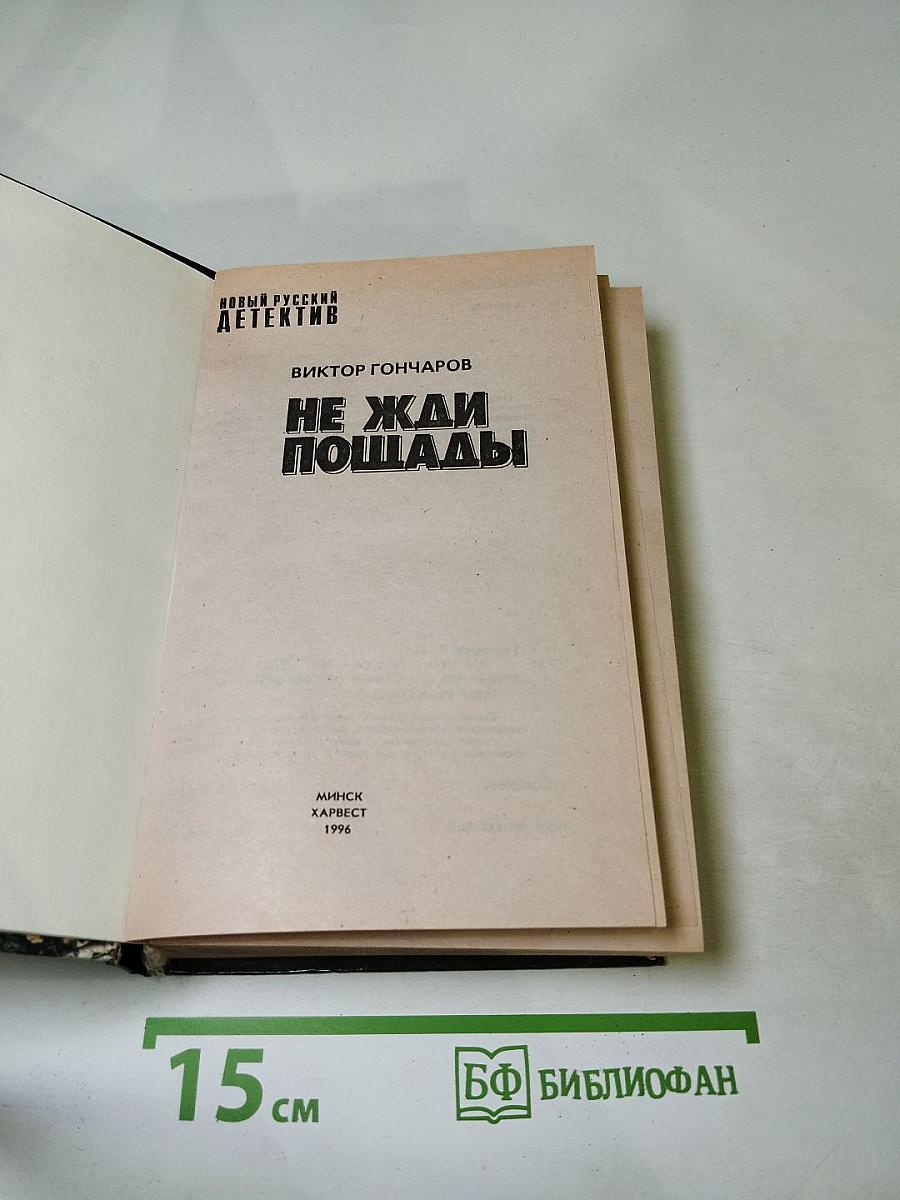 НОВЫЙ РУССКИЙ
ДЕТЕКТИВ
ВИКТОР ГОНЧАРОВ
НЕ ЖДИ
ПОЩАДЫ
МИНСК
ХАРВЕСТ
1996
15 см
БФ БИБЛИОФАН